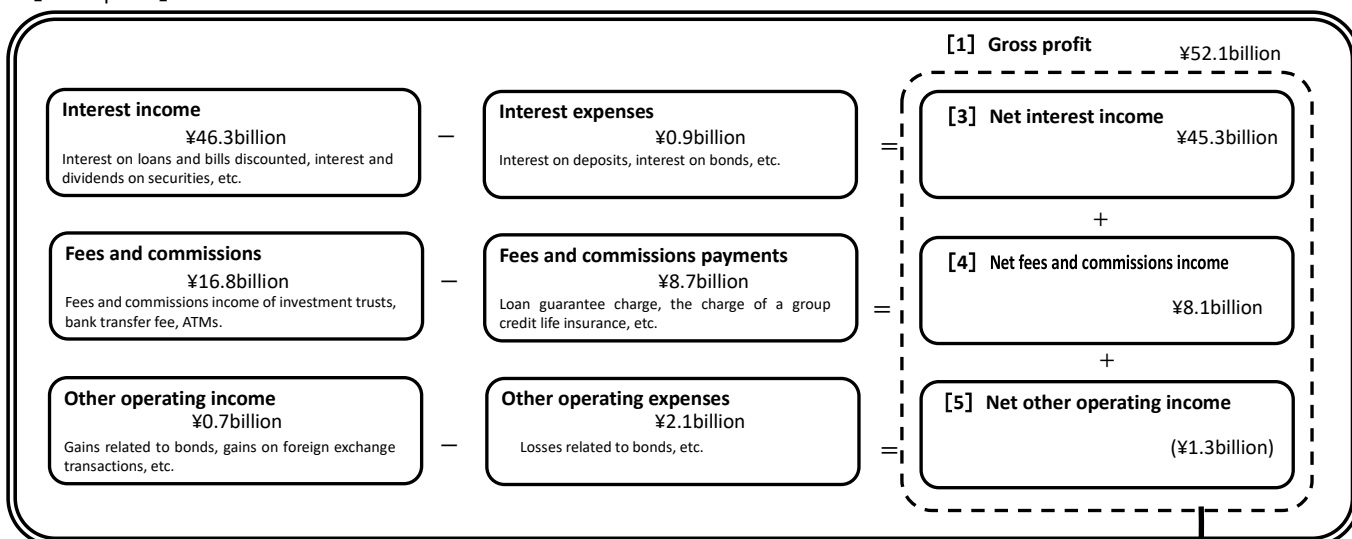 [1] Gross profit
¥52.1billion
Interest income
¥46.3billion
Interest on loans and bills discounted, interest and
dividends on securities, etc.
−
Interest expenses
¥0.9billion
Interest on deposits, interest on bonds, etc.
=
[3] Net interest income
¥45.3billion
+
Fees and commissions
¥16.8billion
Fees and commissions income of investment trusts,
bank transfer fee, ATMs.
−
Fees and commissions payments
¥8.7billion
Loan guarantee charge, the charge of a group
credit life insurance, etc.
=
[4] Net fees and commissions income
¥8.1billion
+
Other operating income
¥0.7billion
Gains related to bonds, gains on foreign exchange
transactions, etc.
−
Other operating expenses
¥2.1billion
Losses related to bonds, etc.
=
[5] Net other operating income
(¥1.3billion)